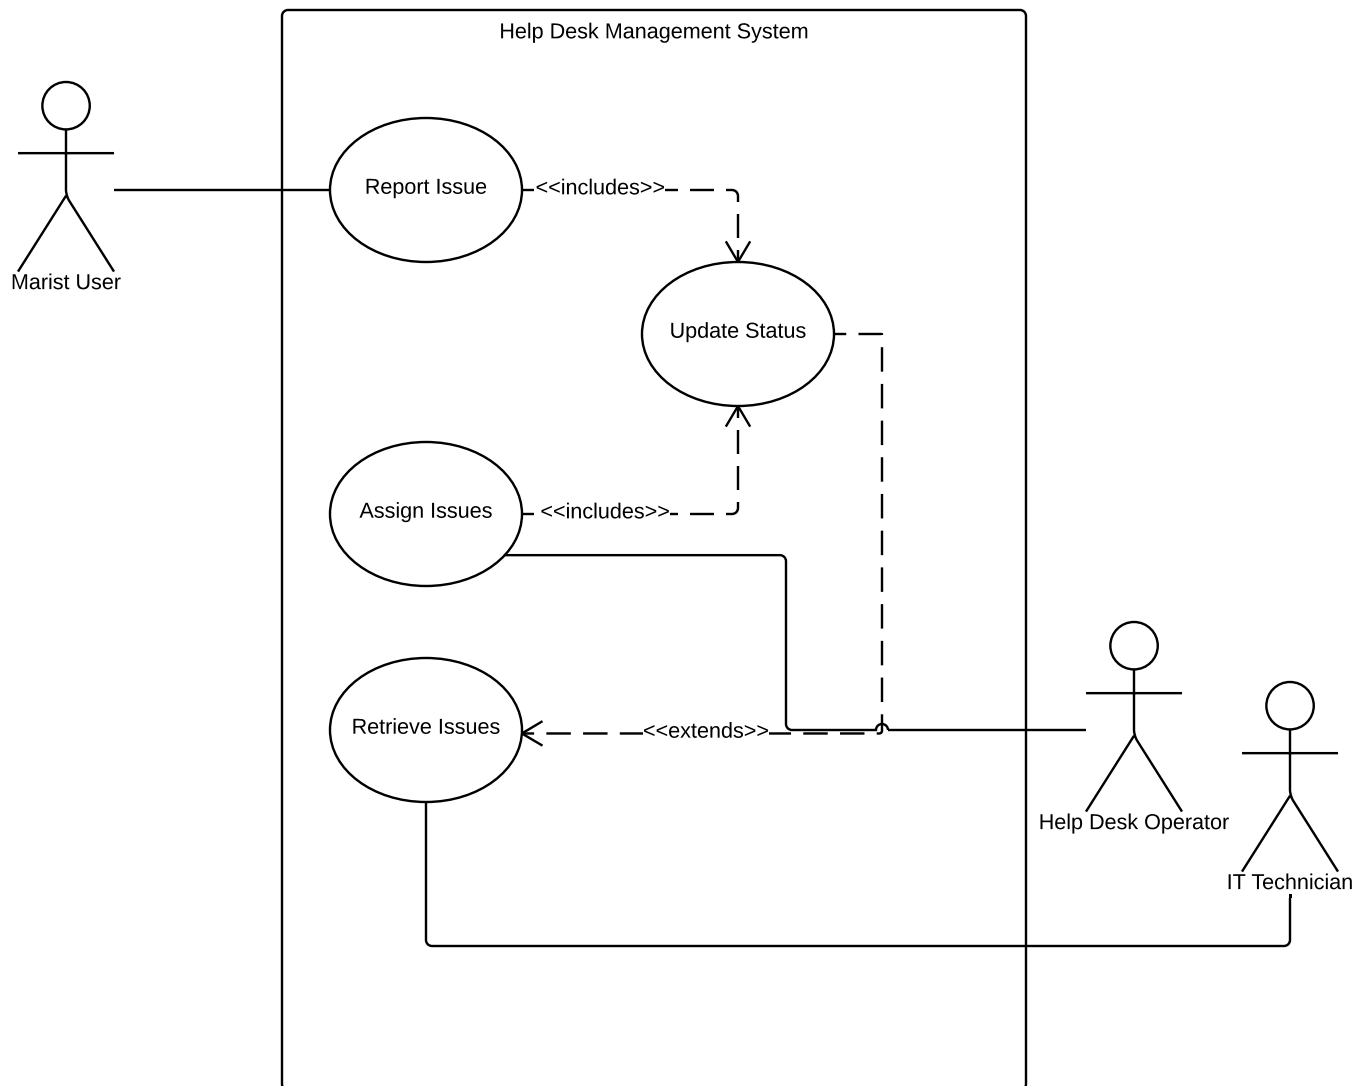 Help Desk Management System
Report Issue
<<includes>>
Marist User
Update Status
Assign Issues
<<includes>>
Retrieve Issues
<<extends>>
Help Desk Operator
IT Technician